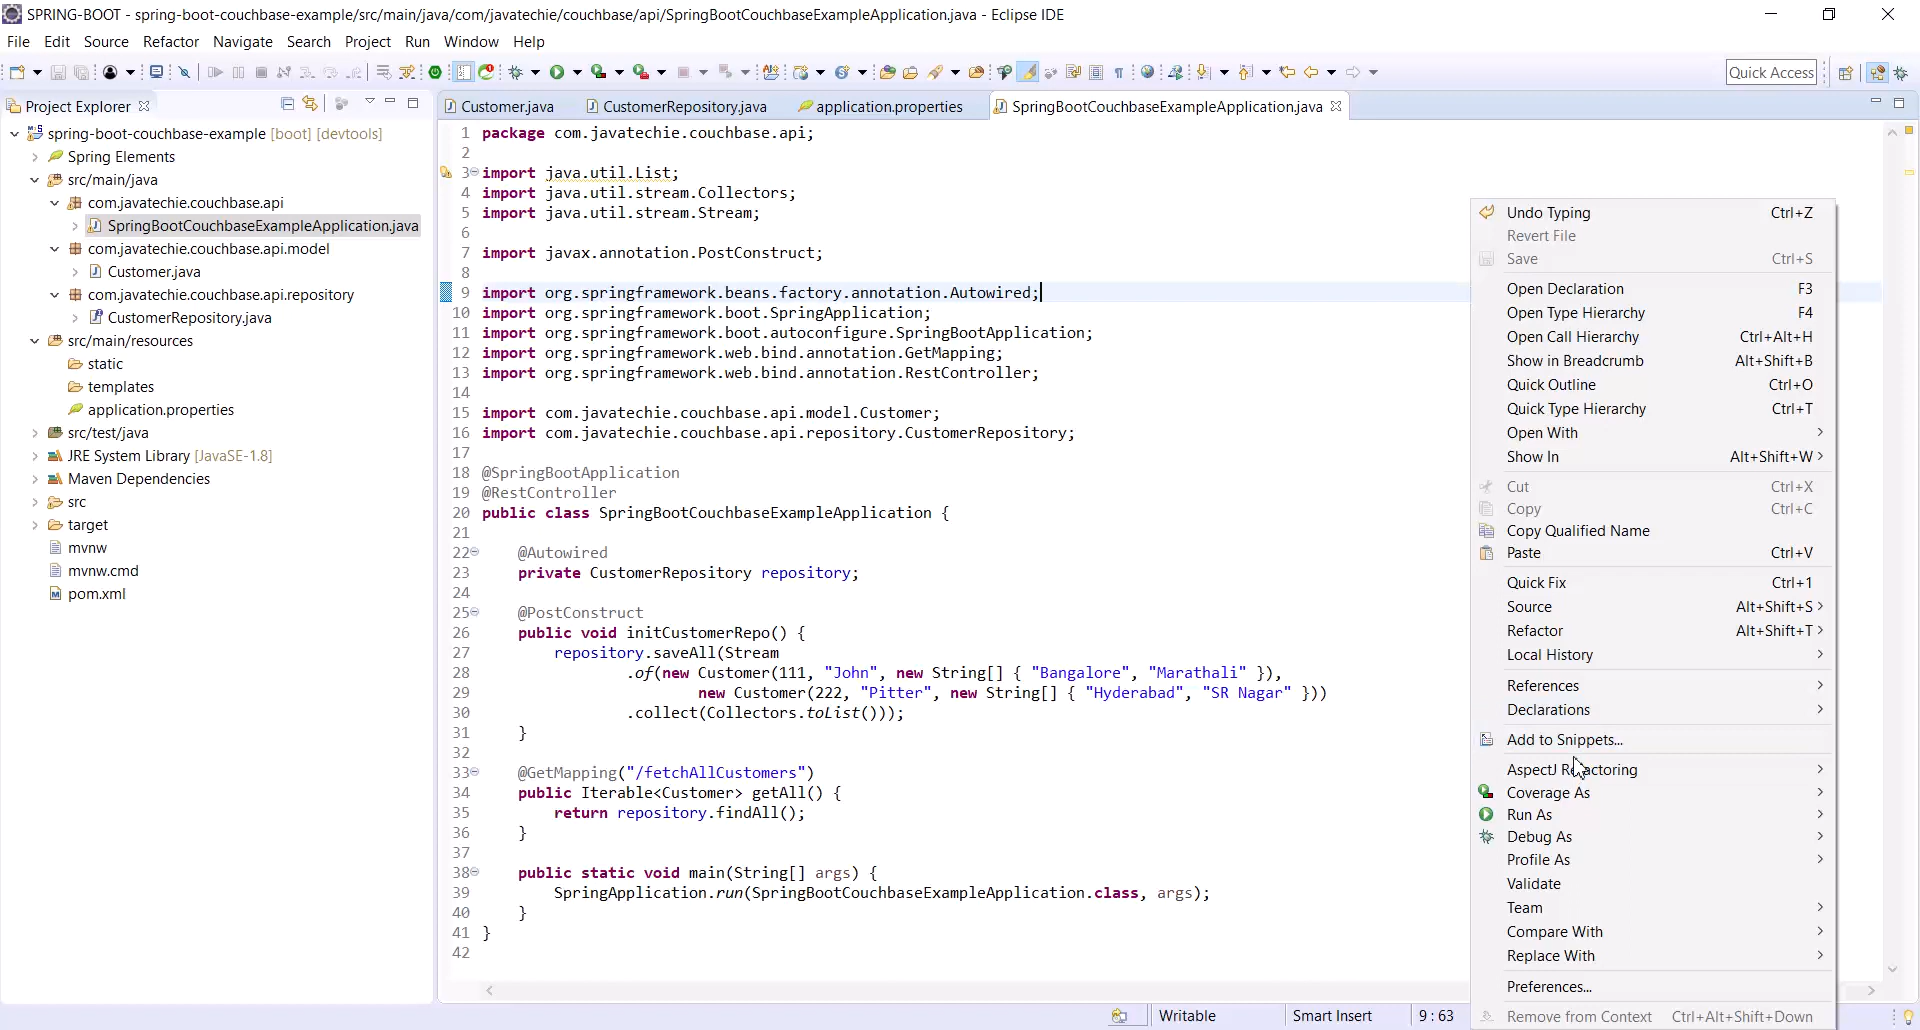 SPRING-BOOT - spring-boot-couchbase-example/src/main/java/com/javatechie/couchbase/api/SpringBootCouchbaseExampleApplication.java - Eclipse IDE
File Edit Source Refactor Navigate Search Project Run Window Help
Quick Access
Project Explorer
spring-boot-couchbase-example [boot] [devtools]
Spring Elements
src/main/java
com.javatechie.couchbase.api
SpringBootCouchbaseExampleApplication.java
com.javatechie.couchbase.api.model
Customer.java
com.javatechie.couchbase.api.repository
CustomerRepository.java
src/main/resources
static
templates
application.properties
src/test/java
JRE System Library [JavaSE-1.8]
Maven Dependencies
src
target
mvnw
mvnw.cmd
pom.xml
Customer.java CustomerRepository.java application.properties SpringBootCouchbaseExampleApplication.java
1 package com.javatechie.couchbase.api;
2
3 import java.util.List;
4 import java.util.stream.Collectors;
5 import java.util.stream.Stream;
6
7 import javax.annotation.PostConstruct;
8
9 import org.springframework.beans.factory.annotation.Autowired;
10 import org.springframework.boot.SpringApplication;
11 import org.springframework.boot.autoconfigure.SpringBootApplication;
12 import org.springframework.web.bind.annotation.GetMapping;
13 import org.springframework.web.bind.annotation.RestController;
14
15 import com.javatechie.couchbase.api.model.Customer;
16 import com.javatechie.couchbase.api.repository.CustomerRepository;
17
18 @SpringBootApplication
19 @RestController
20 public class SpringBootCouchbaseExampleApplication {
21
22 @Autowired
23 private CustomerRepository repository;
24
25 @PostConstruct
26 public void initCustomerRepo() {
27 repository.saveAll(Stream
28 .of(new Customer(111, "John", new String[] { "Bangalore", "Marathali" }),
29 new Customer(222, "Pitter", new String[] { "Hyderabad", "SR Nagar" }))
30 .collect(Collectors.toList()));
31 }
32
33 @GetMapping("/fetchAllCustomers")
34 public Iterable<Customer> getAll() {
35 return repository.findAll();
36 }
37
38 public static void main(String[] args) {
39 SpringApplication.run(SpringBootCouchbaseExampleApplication.class, args);
40 }
41 }
42
Undo Typing Ctrl+Z
Revert File
Save Ctrl+S
Open Declaration F3
Open Type Hierarchy F4
Open Call Hierarchy Ctrl+Alt+H
Show in Breadcrumb Alt+Shift+B
Quick Outline Ctrl+O
Quick Type Hierarchy Ctrl+T
Open With
Show In Alt+Shift+W
Cut Ctrl+X
Copy Ctrl+C
Copy Qualified Name
Paste Ctrl+V
Quick Fix Ctrl+1
Source Alt+Shift+S
Refactor Alt+Shift+T
Local History
References
Declarations
Add to Snippets...
AspectJ Refactoring
Coverage As
Run As
Debug As
Profile As
Validate
Team
Compare With
Replace With
Preferences...
Remove from Context Ctrl+Alt+Shift+Down
Writable Smart Insert 9 : 63